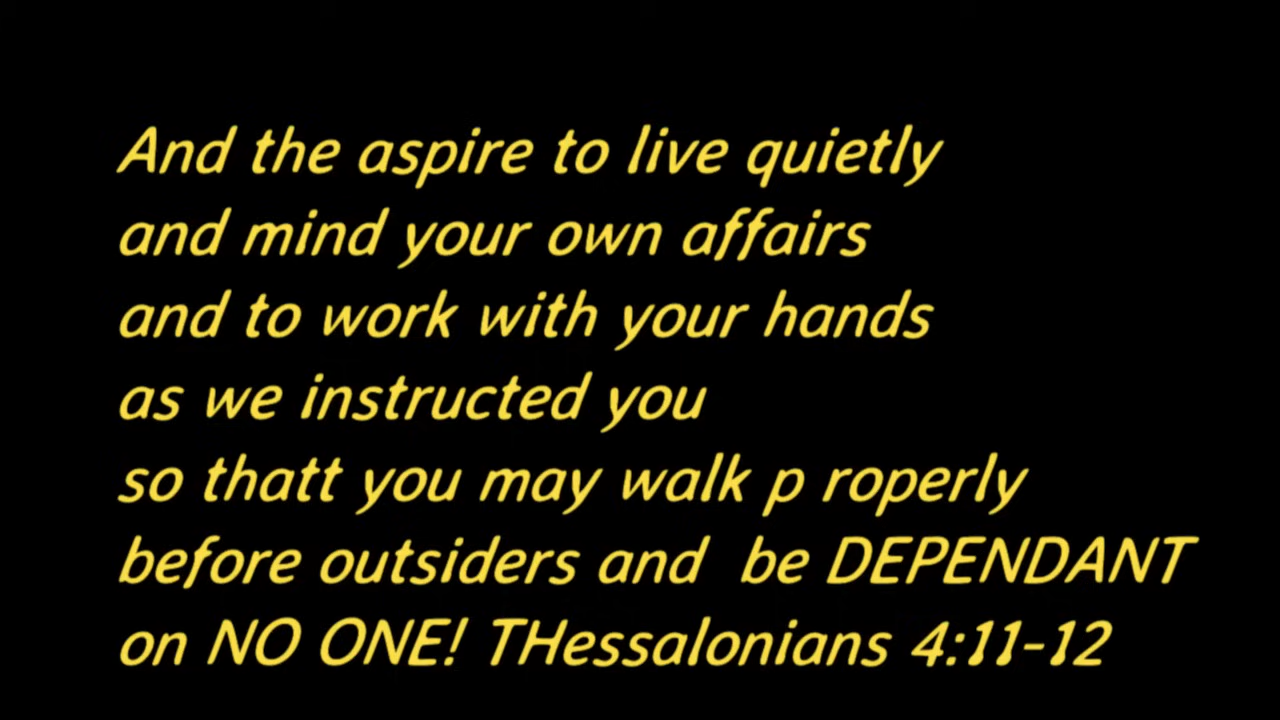 And the aspire to live quietly
and mind your own affairs
and to work with your hands
as we instructed you
so thatt you may walk p roperly
before outsiders and  be DEPENDANT
on NO ONE! THessalonians 4:11-12